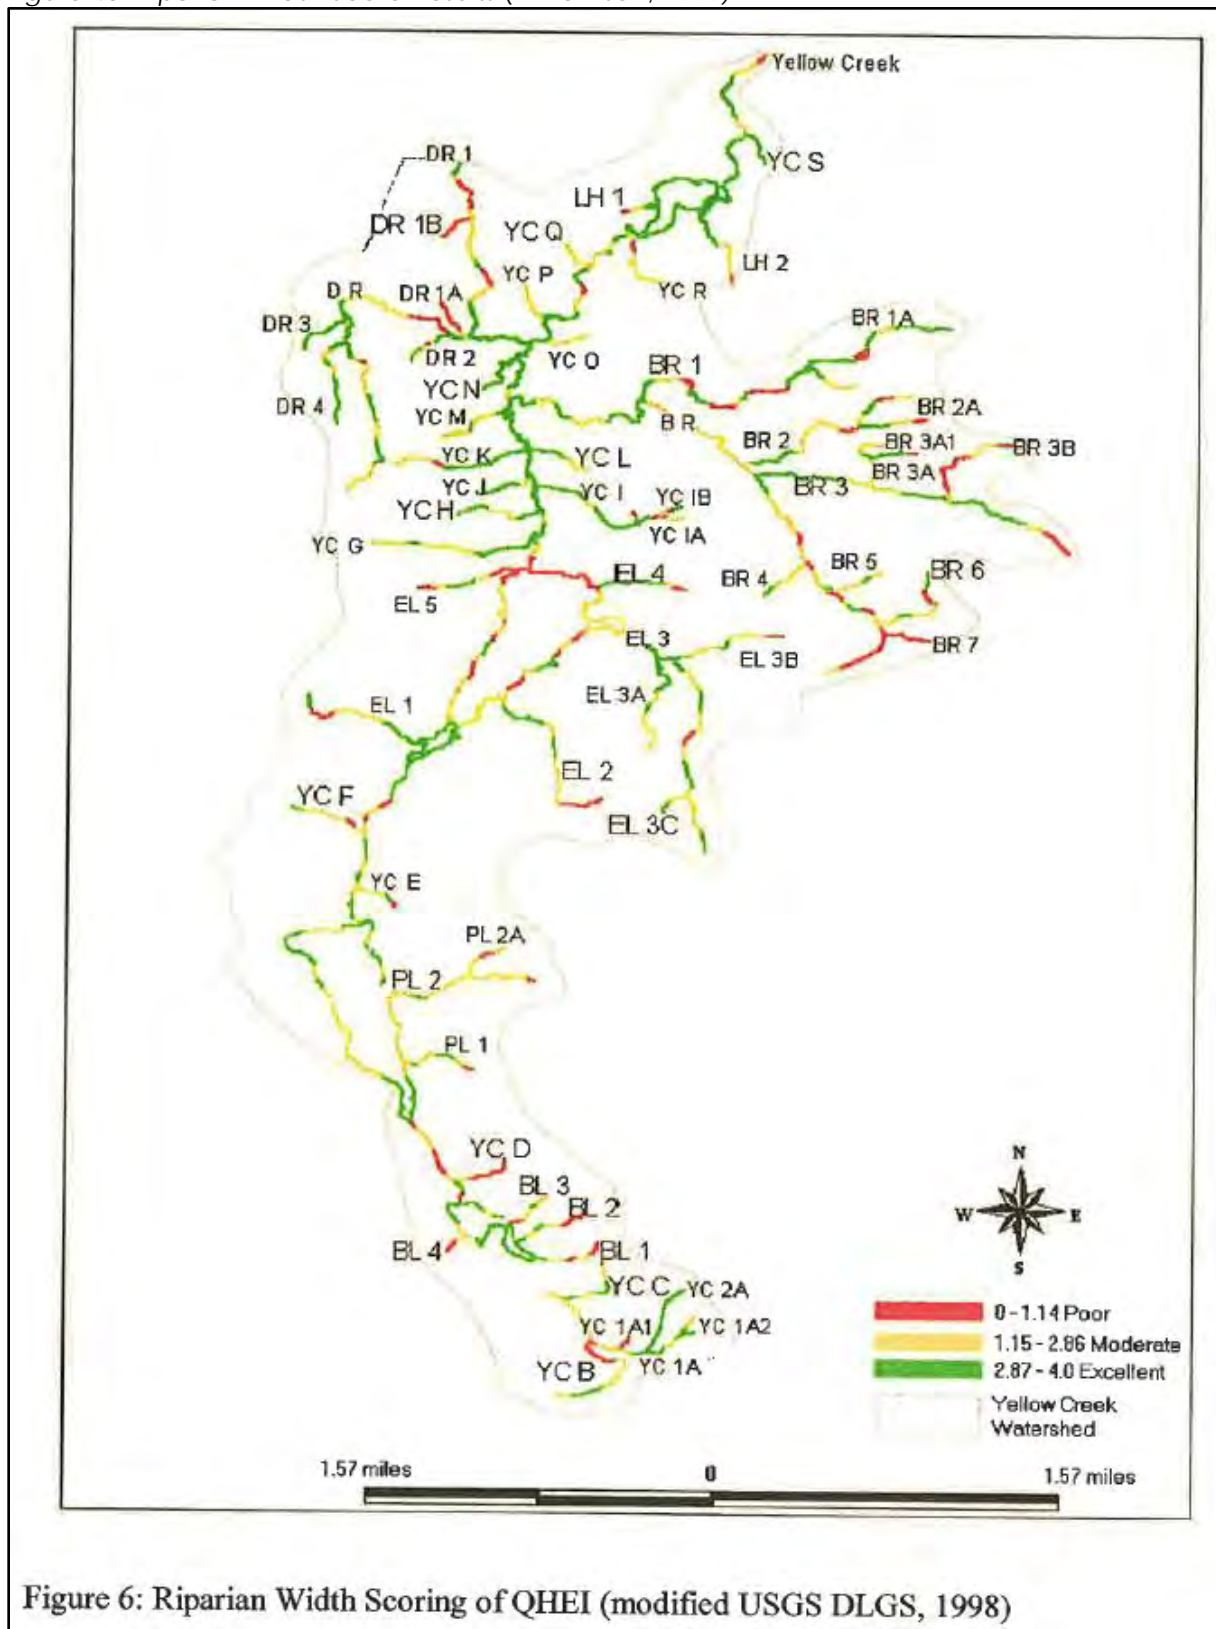 Yellow Creek
DR 1
YC S
LH 1
DR 1B
YC Q
LH 2
YC P
YC R
DR
DR 1A
DR 3
BR 1A
DR 2
YC O
BR 1
YC N
DR 4
YC M
BR
BR 2A
BR 2
BR 3A1
BR 3B
YC K
YC L
BR 3A
YC J
YC I
YC IB
BR 3
YC H
YC IA
YC G
EL 4
BR 4
BR 5
BR 6
EL 5
EL 3
EL 3B
BR 7
EL 3A
EL 1
EL 2
YC F
EL 3C
YC E
PL 2A
PL 2
PL 1
YC D
BL 3
BL 2
BL 4
BL 1
YC C
YC 2A
YC 1A1
YC 1A2
YC B
YC 1A
N
W
E
S
0 - 1.14 Poor
1.15 - 2.86 Moderate
2.87 - 4.0 Excellent
Yellow Creek
Watershed
1.57 miles
0
1.57 miles
Figure 6: Riparian Width Scoring of QHEI (modified USGS DLGS, 1998)